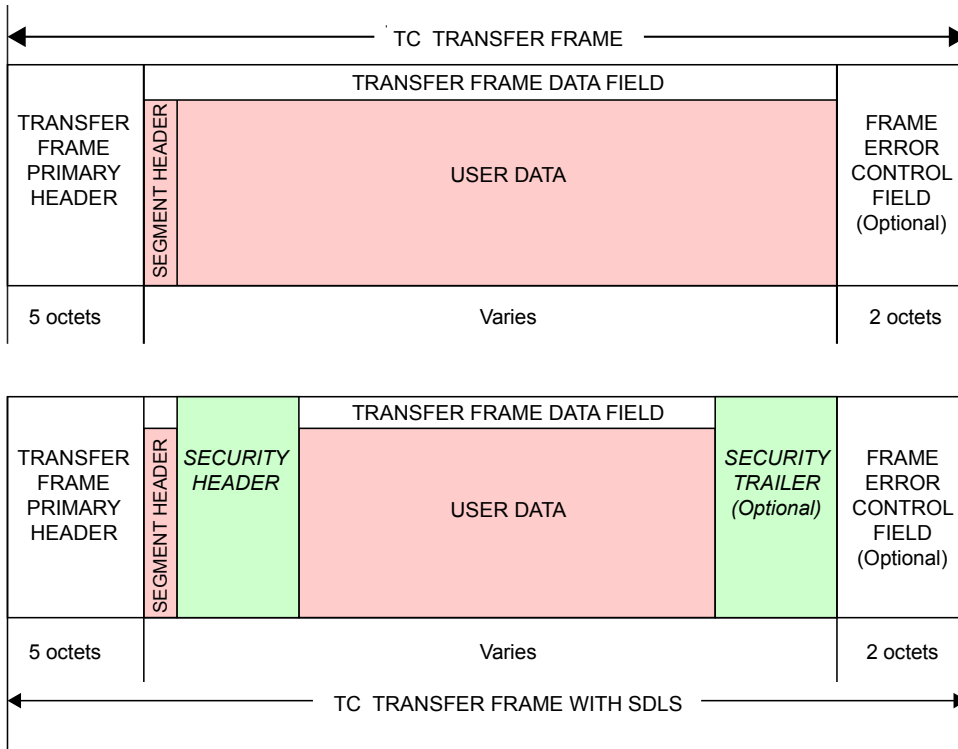 TC TRANSFER FRAME
TRANSFER FRAME DATA FIELD
TRANSFER
FRAME
PRIMARY
HEADER
SEGMENT HEADER
USER DATA
FRAME
ERROR
CONTROL
FIELD
(Optional)
5 octets
Varies
2 octets
TRANSFER FRAME DATA FIELD
TRANSFER
FRAME
PRIMARY
HEADER
SEGMENT HEADER
SECURITY
HEADER
USER DATA
SECURITY
TRAILER
(Optional)
FRAME
ERROR
CONTROL
FIELD
(Optional)
5 octets
Varies
2 octets
TC TRANSFER FRAME WITH SDLS